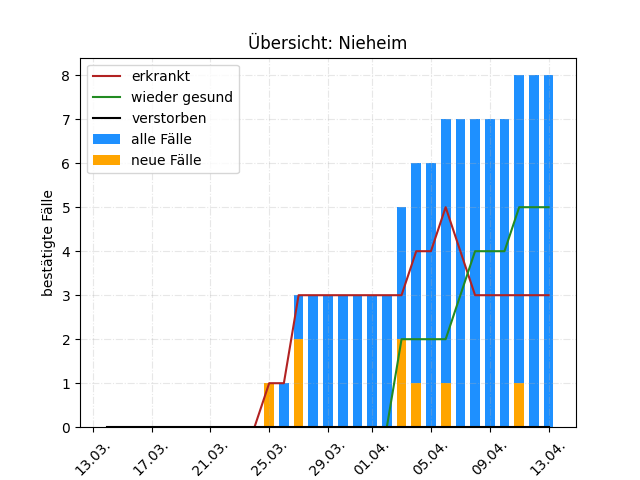 Übersicht: Nieheim
erkrankt
wieder gesund
verstorben
alle Fälle
neue Fälle
bestätigte Fälle
8
7
6
5
4
3
2
1
0
13.03.
17.03.
21.03.
25.03.
29.03.
01.04.
05.04.
09.04.
13.04.